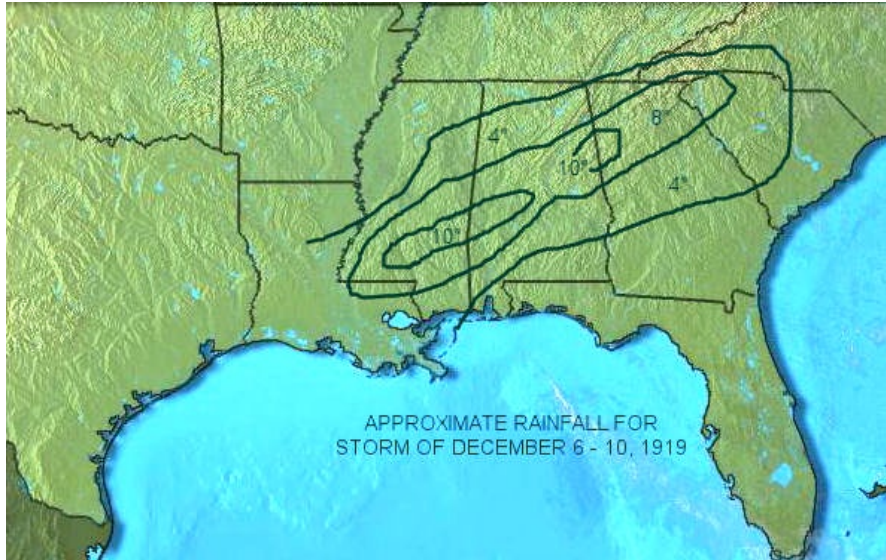 4"
8"
10"
4"
10"
APPROXIMATE RAINFALL FOR
STORM OF DECEMBER 6 - 10, 1919